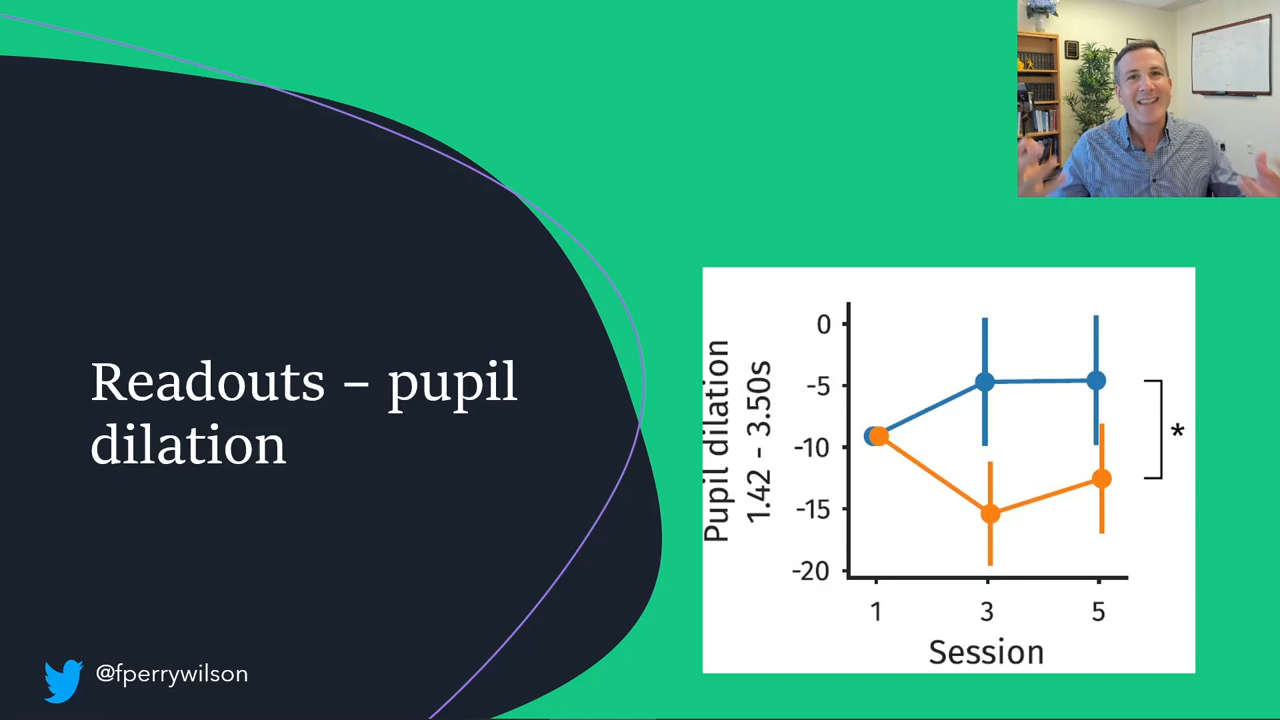 Readouts – pupil
dilation
@fperrywilson
Pupil dilation
1.42 - 3.50s
0
-5
-10
-15
-20
1 3 5
Session
*